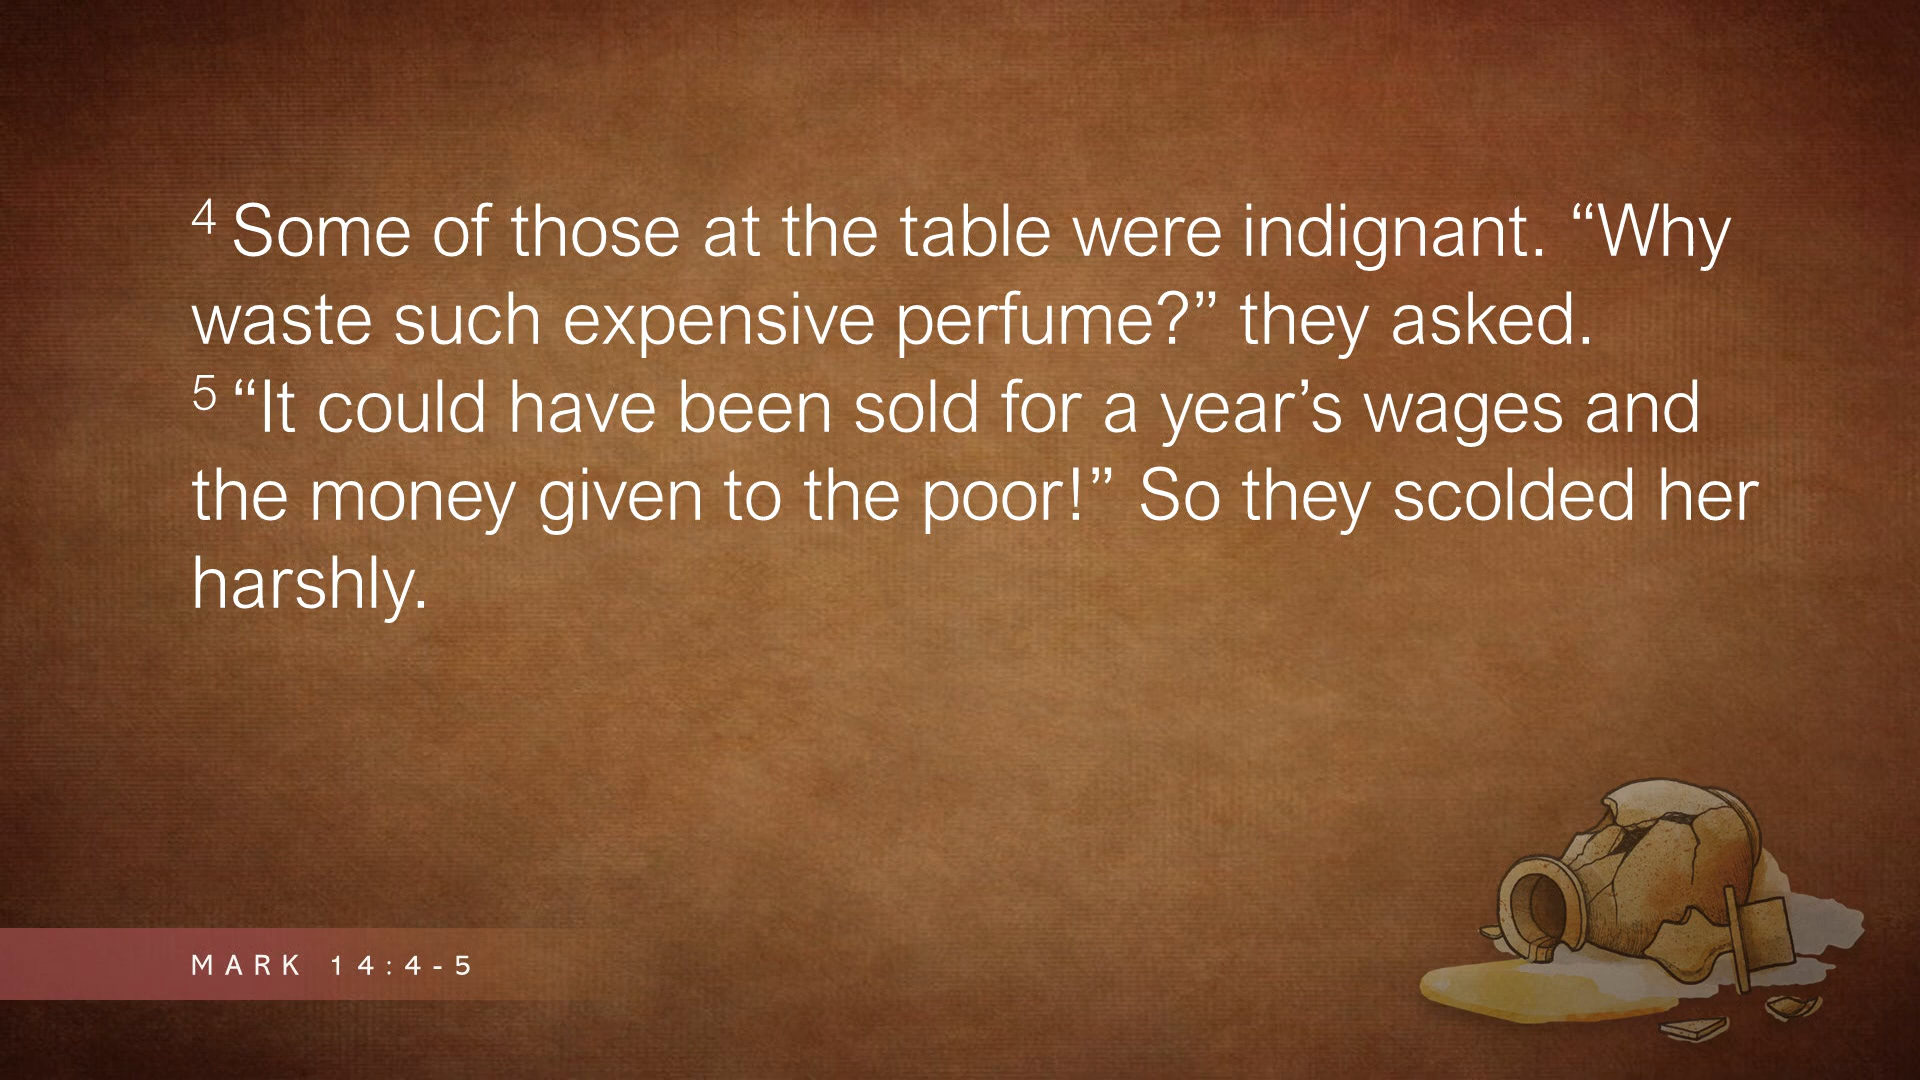 4 Some of those at the table were indignant. “Why
waste such expensive perfume?” they asked.
5 “It could have been sold for a year’s wages and
the money given to the poor!” So they scolded her
harshly.
MARK 14:4-5